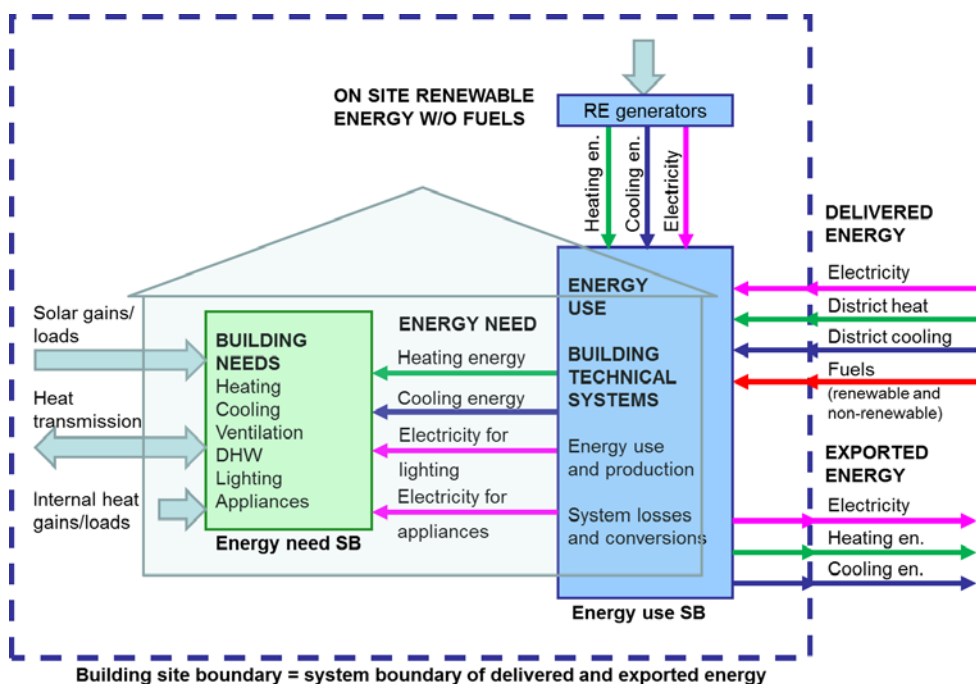 ON SITE RENEWABLE
ENERGY W/O FUELS
RE generators
Heating en.
Cooling en.
Electricity
DELIVERED
ENERGY
Electricity
District heat
District cooling
Fuels
(renewable and
non-renewable)
EXPORTED
ENERGY
Electricity
Heating en.
Cooling en.
Solar gains/
loads
Heat
transmission
Internal heat
gains/loads
BUILDING
NEEDS
Heating
Cooling
Ventilation
DHW
Lighting
Appliances
Energy need SB
ENERGY NEED
Heating energy
Cooling energy
Electricity for
lighting
Electricity for
appliances
ENERGY
USE
BUILDING
TECHNICAL
SYSTEMS
Energy use
and production
System losses
and conversions
Energy use SB
Building site boundary = system boundary of delivered and exported energy